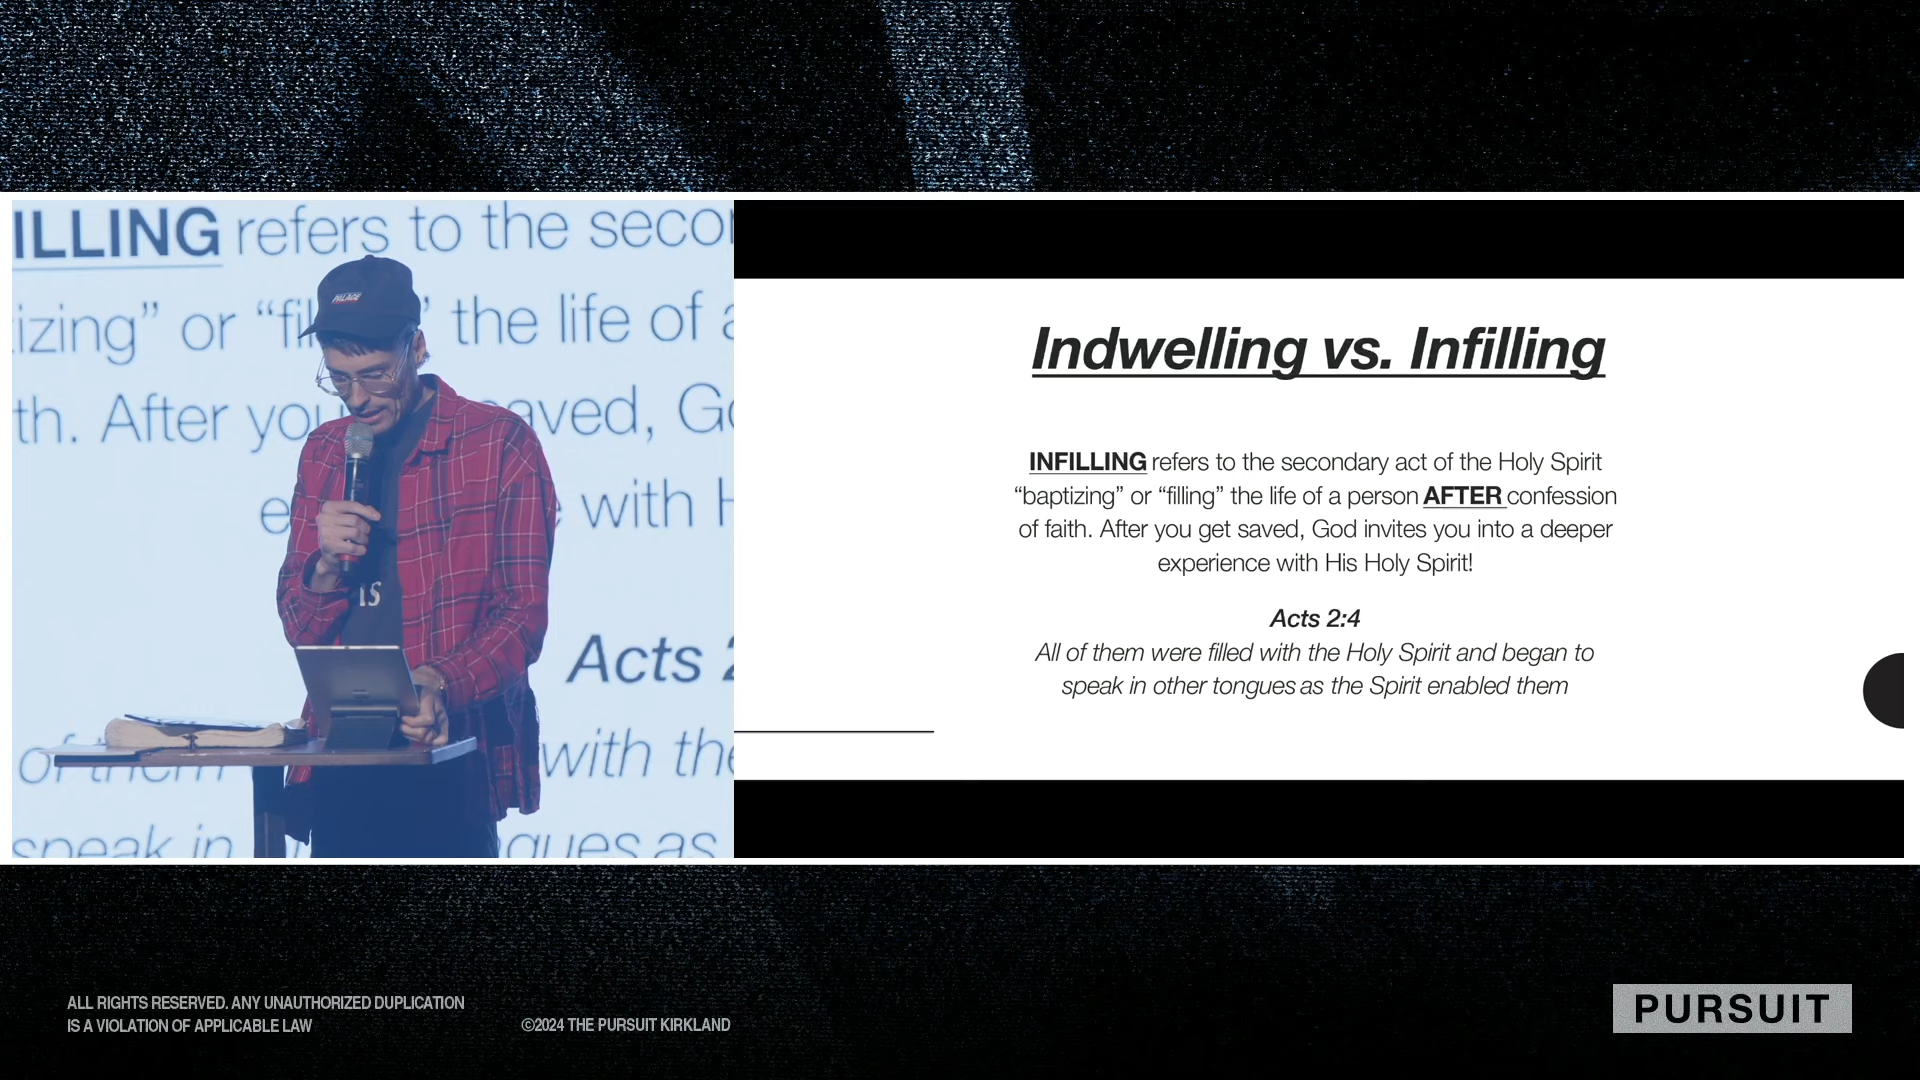 ILLING refers to the seco
izing” or “fil ” the life of a
th. After you aved, Go
e with H
Acts 2
of them with the
speak in gues as
PALACE
IS
Indwelling vs. Infilling
INFILLING refers to the secondary act of the Holy Spirit
“baptizing” or “filling” the life of a person AFTER confession
of faith. After you get saved, God invites you into a deeper
experience with His Holy Spirit!
Acts 2:4
All of them were filled with the Holy Spirit and began to
speak in other tongues as the Spirit enabled them
ALL RIGHTS RESERVED. ANY UNAUTHORIZED DUPLICATION
IS A VIOLATION OF APPLICABLE LAW
©2024 THE PURSUIT KIRKLAND
PURSUIT